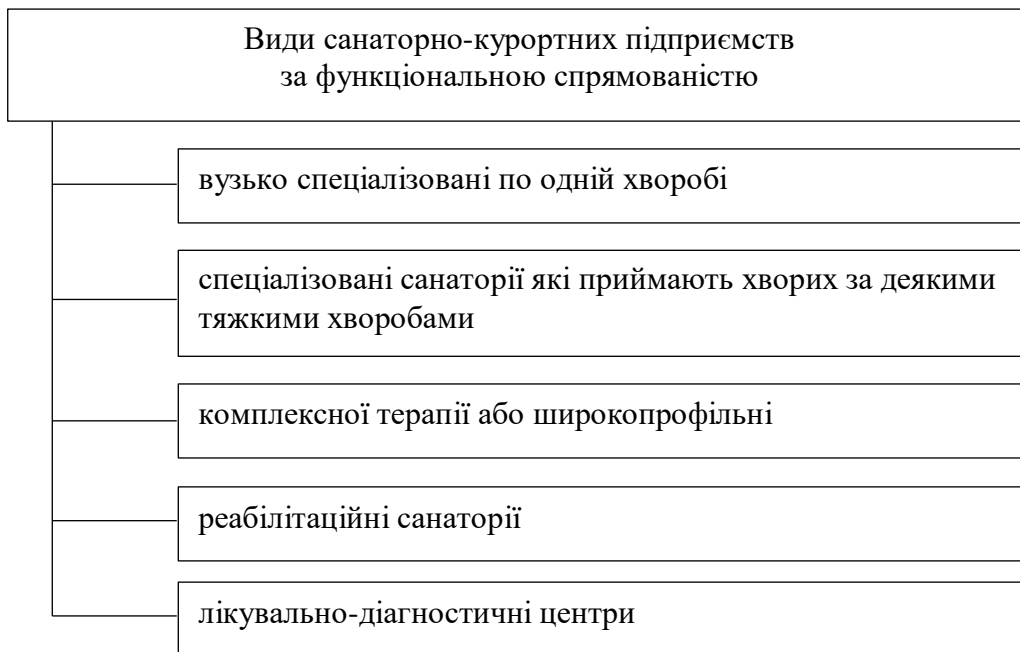 Види санаторно-курортних підприємств
за функціональною спрямованістю
вузько спеціалізовані по одній хворобі
спеціалізовані санаторії які приймають хворих за деякими
тяжкими хворобами
комплексної терапії або широкопрофільні
реабілітаційні санаторії
лікувально-діагностичні центри